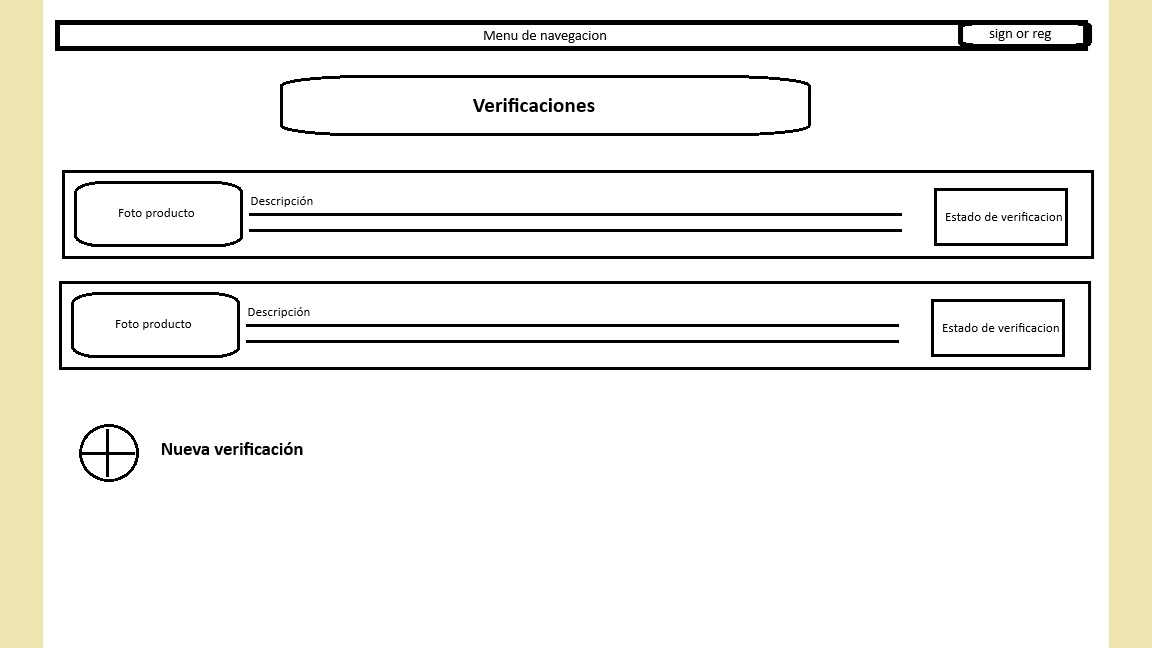 Menu de navegacion
sign or reg
Verificaciones
Foto producto
Descripción
Estado de verificacion
Foto producto
Descripción
Estado de verificacion
Nueva verificación